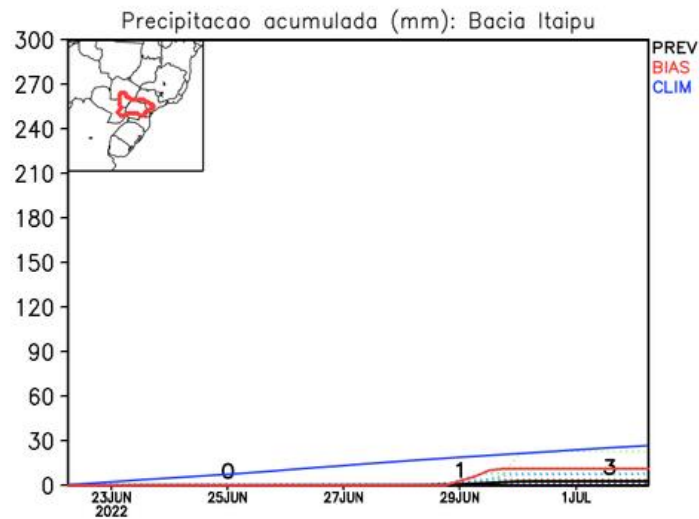 Precipitacao acumulada (mm): Bacia Itaipu
PREV
BIAS
CLIM
300
270
240
210
180
150
120
90
60
30
0
0
1
3
23JUN
2022
25JUN
27JUN
29JUN
1JUL